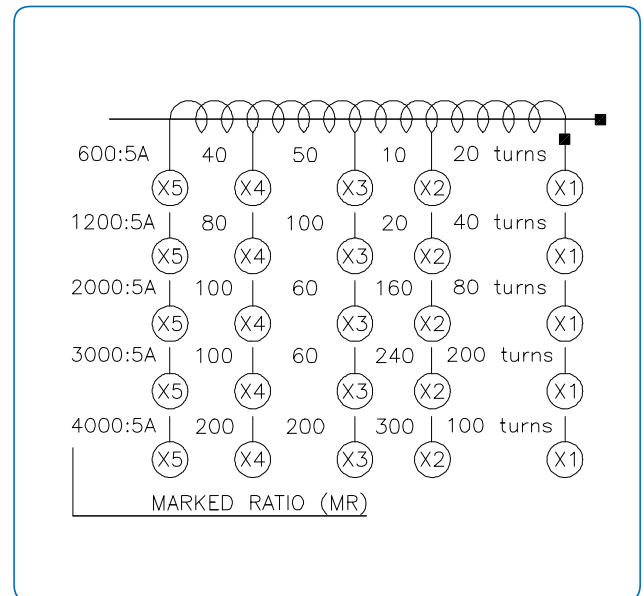 600:5A 40 50 10 20 turns
X5 X4 X3 X2 X1
1200:5A 80 100 20 40 turns
X5 X4 X3 X2 X1
2000:5A 100 60 160 80 turns
X5 X4 X3 X2 X1
3000:5A 100 60 240 200 turns
X5 X4 X3 X2 X1
4000:5A 200 200 300 100 turns
X5 X4 X3 X2 X1
MARKED RATIO (MR)